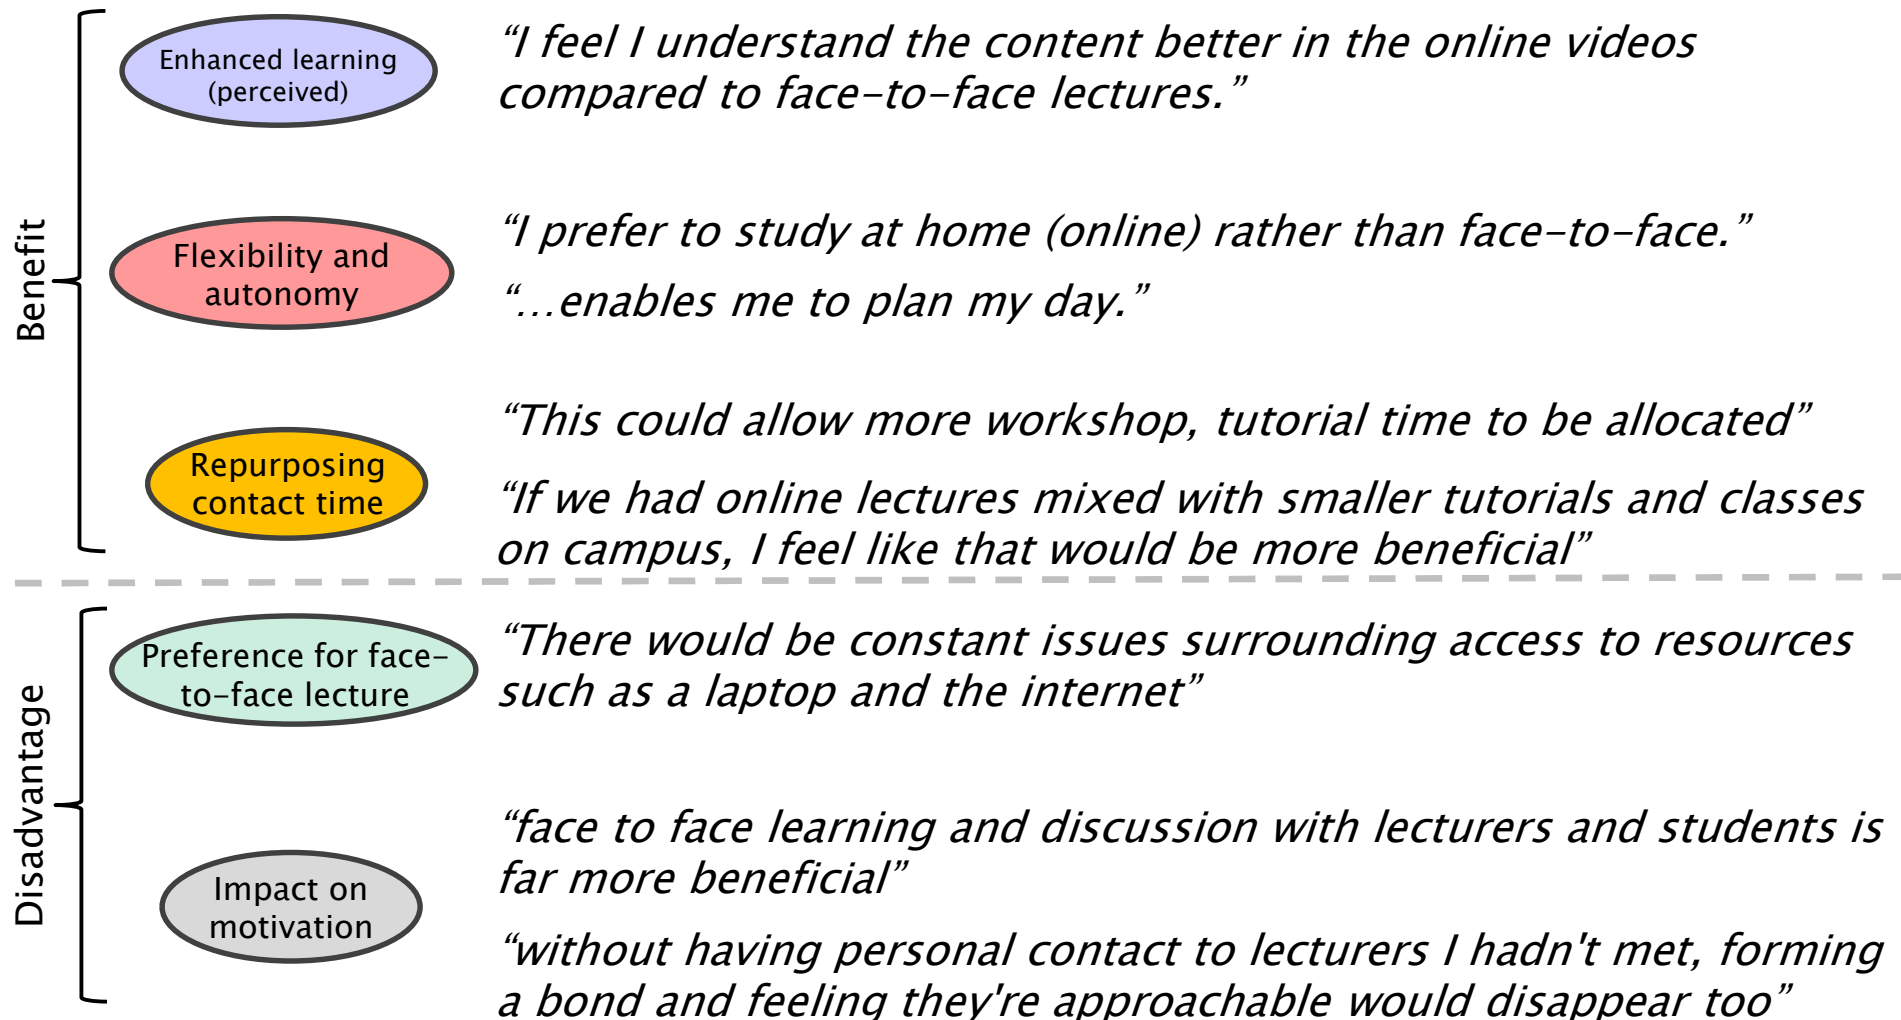 Benefit
Enhanced learning
(perceived)
“I feel I understand the content better in the online videos
compared to face-to-face lectures.”
Flexibility and
autonomy
“I prefer to study at home (online) rather than face-to-face.”
“…enables me to plan my day.”
Repurposing
contact time
“This could allow more workshop, tutorial time to be allocated”
“If we had online lectures mixed with smaller tutorials and classes
on campus, I feel like that would be more beneficial”
Disadvantage
Preference for face-
to-face lecture
“There would be constant issues surrounding access to resources
such as a laptop and the internet”
Impact on
motivation
“face to face learning and discussion with lecturers and students is
far more beneficial”
“without having personal contact to lecturers I hadn't met, forming
a bond and feeling they're approachable would disappear too”